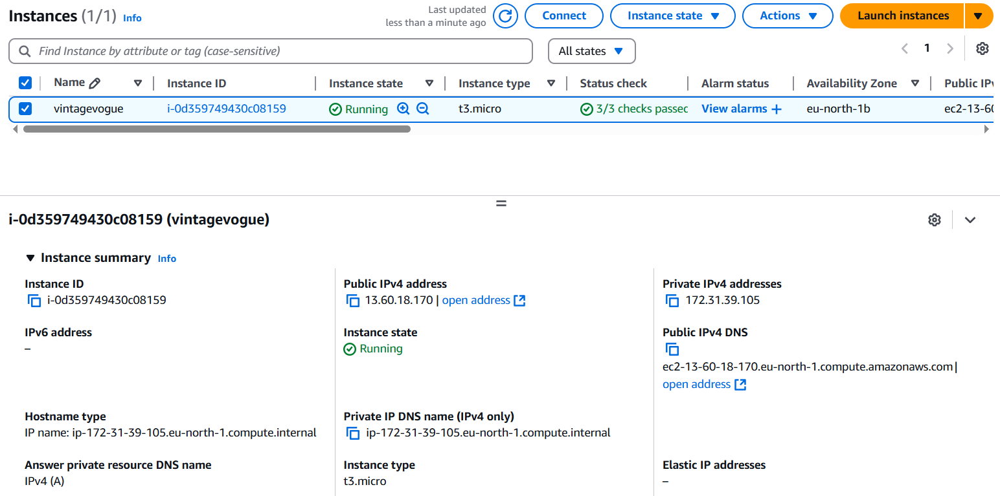 Instances (1/1) Info
Last updated
less than a minute ago
Connect
Instance state
Actions
Launch instances
Find Instance by attribute or tag (case-sensitive)
All states
1
Name Instance ID Instance state Instance type Status check Alarm status Availability Zone Public IPv
vintagevogue i-0d359749430c08159 Running t3.micro 3/3 checks passec View alarms + eu-north-1b ec2-13-60
i-0d359749430c08159 (vintagevogue)
Instance summary Info
Instance ID
i-0d359749430c08159
Public IPv4 address
13.60.18.170 | open address
Private IPv4 addresses
172.31.39.105
IPv6 address
–
Instance state
Running
Public IPv4 DNS
ec2-13-60-18-170.eu-north-1.compute.amazonaws.com |
open address
Hostname type
IP name: ip-172-31-39-105.eu-north-1.compute.internal
Private IP DNS name (IPv4 only)
ip-172-31-39-105.eu-north-1.compute.internal
Answer private resource DNS name
IPv4 (A)
Instance type
t3.micro
Elastic IP addresses
–